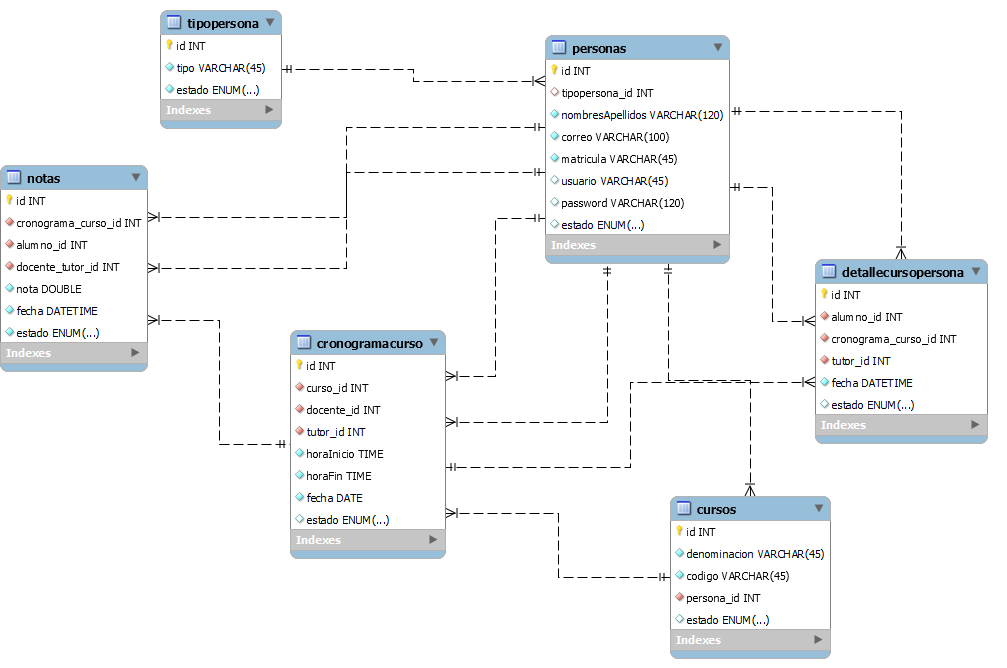 tipopersona
id INT
tipo VARCHAR(45)
estado ENUM(...)
Indexes
personas
id INT
tipopersona_id INT
nombresApellidos VARCHAR(120)
correo VARCHAR(100)
matricula VARCHAR(45)
usuario VARCHAR(45)
password VARCHAR(120)
estado ENUM(...)
Indexes
notas
id INT
cronograma_curso_id INT
alumno_id INT
docente_tutor_id INT
nota DOUBLE
fecha DATETIME
estado ENUM(...)
Indexes
detallecursopersona
id INT
alumno_id INT
cronograma_curso_id INT
tutor_id INT
fecha DATETIME
estado ENUM(...)
Indexes
cronogramacurso
id INT
curso_id INT
docente_id INT
tutor_id INT
horaInicio TIME
horaFin TIME
fecha DATE
estado ENUM(...)
Indexes
cursos
id INT
denominacion VARCHAR(45)
codigo VARCHAR(45)
persona_id INT
estado ENUM(...)
Indexes